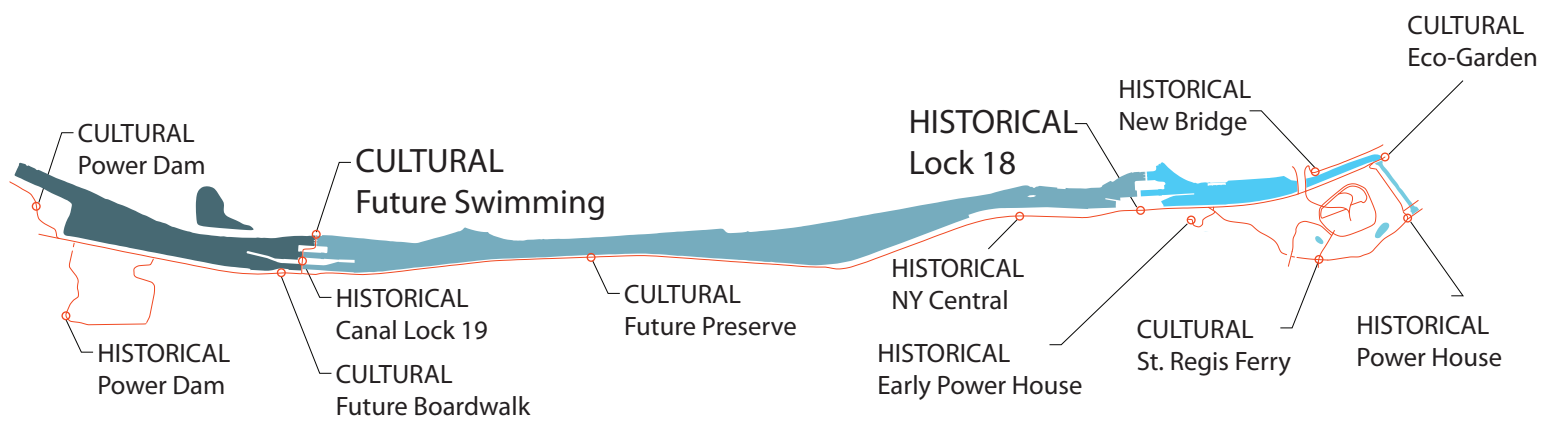 CULTURAL
Power Dam
CULTURAL
Future Swimming
HISTORICAL
Lock 18
HISTORICAL
New Bridge
CULTURAL
Eco-Garden
HISTORICAL
Power Dam
HISTORICAL
Canal Lock 19
CULTURAL
Future Boardwalk
CULTURAL
Future Preserve
HISTORICAL
NY Central
HISTORICAL
Early Power House
CULTURAL
St. Regis Ferry
HISTORICAL
Power House